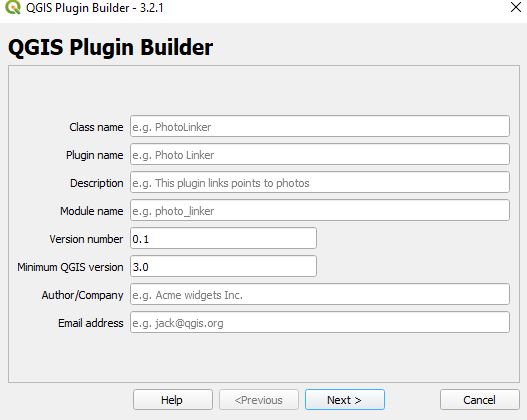 QGIS Plugin Builder - 3.2.1
QGIS Plugin Builder
Class name e.g. PhotoLinker
Plugin name e.g. Photo Linker
Description e.g. This plugin links points to photos
Module name e.g. photo_linker
Version number 0.1
Minimum QGIS version 3.0
Author/Company e.g. Acme widgets Inc.
Email address e.g. jack@qgis.org
Help <Previous Next > Cancel